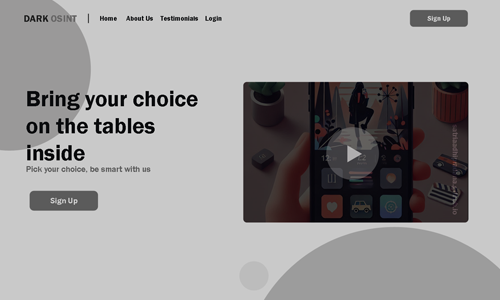 DARK OSINT | Home About Us Testimonials Login Sign Up
Bring your choice
on the tables
inside
Pick your choice, be smart with us
Sign Up